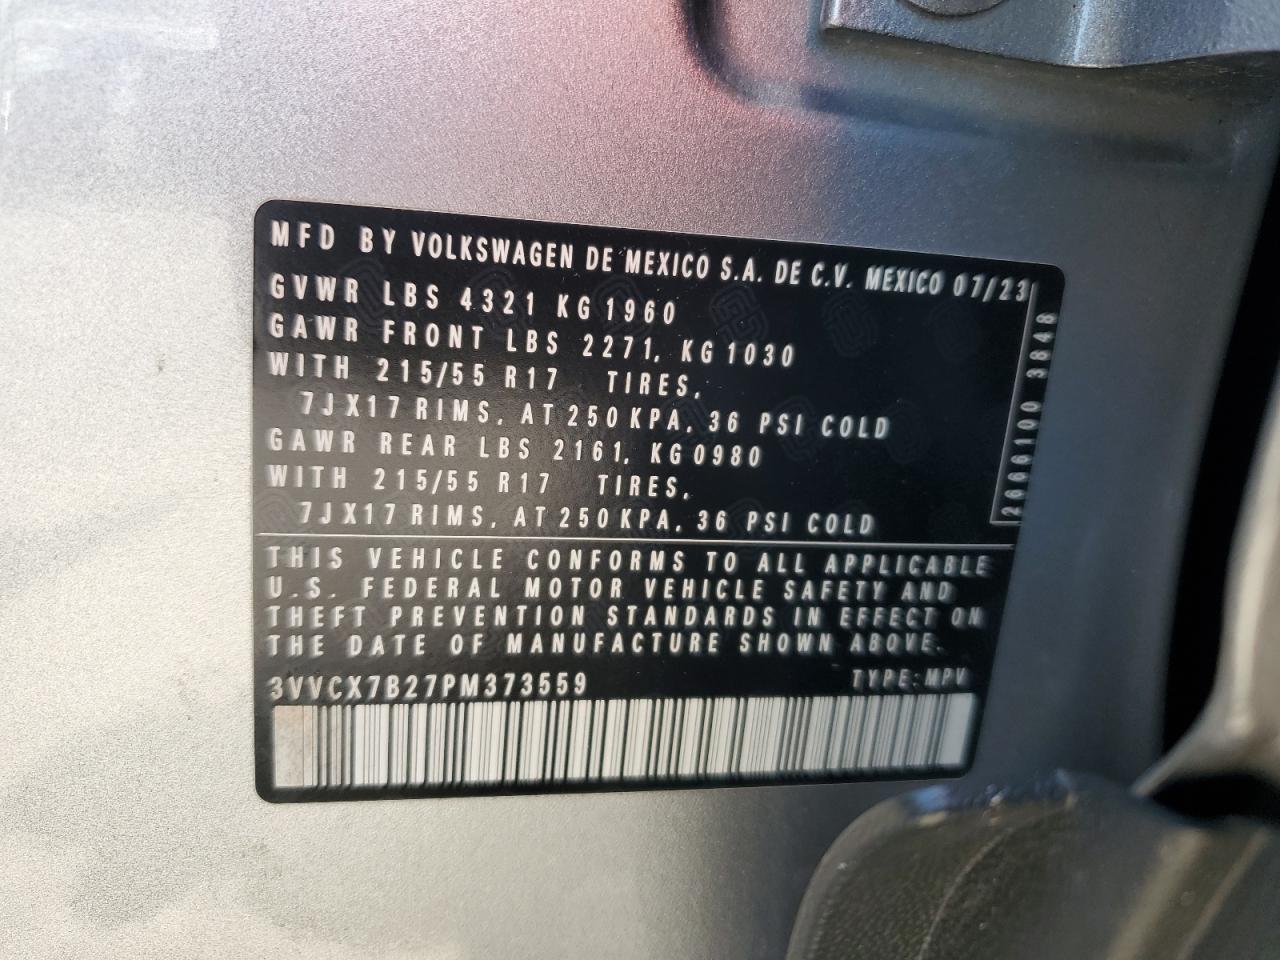 MFD BY VOLKSWAGEN DE MEXICO S.A. DE C.V. MEXICO 07/23
GVWR LBS 4321 KG 1960
GAWR FRONT LBS 2271, KG 1030
WITH 215/55 R17 TIRES,
7JX17 RIMS, AT 250 KPA, 36 PSI COLD
GAWR REAR LBS 2161, KG 0980
WITH 215/55 R17 TIRES,
7JX17 RIMS, AT 250 KPA, 36 PSI COLD
2G6 6100 3848
THIS VEHICLE CONFORMS TO ALL APPLICABLE
U.S. FEDERAL MOTOR VEHICLE SAFETY AND
THEFT PREVENTION STANDARDS IN EFFECT ON
THE DATE OF MANUFACTURE SHOWN ABOVE.
3VVCX7B27PM373559 TYPE: MPV